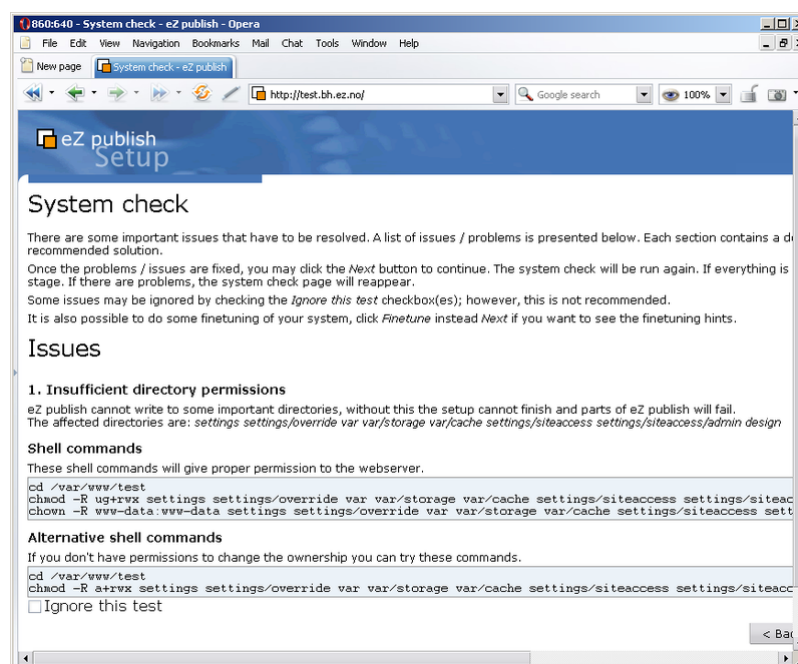 860:640 - System check - eZ publish - Opera
File Edit View Navigation Bookmarks Mail Chat Tools Window Help
New page System check - eZ publish
http://test.bh.ez.no/ Google search 100%
eZ publish
Setup
System check
There are some important issues that have to be resolved. A list of issues / problems is presented below. Each section contains a d
recommended solution.
Once the problems / issues are fixed, you may click the Next button to continue. The system check will be run again. If everything is
stage. If there are problems, the system check page will reappear.
Some issues may be ignored by checking the Ignore this test checkbox(es); however, this is not recommended.
It is also possible to do some finetuning of your system, click Finetune instead Next if you want to see the finetuning hints.
Issues
1. Insufficient directory permissions
eZ publish cannot write to some important directories, without this the setup cannot finish and parts of eZ publish will fail.
The affected directories are: settings settings/override var var/storage var/cache settings/siteaccess settings/siteaccess/admin design
Shell commands
These shell commands will give proper permission to the webserver.
cd /var/www/test
chmod -R ug+rwx settings settings/override var var/storage var/cache settings/siteaccess settings/siteac
chown -R www-data:www-data settings settings/override var var/storage var/cache settings/siteaccess sett
Alternative shell commands
If you don't have permissions to change the ownership you can try these commands.
cd /var/www/test
chmod -R a+rwx settings settings/override var var/storage var/cache settings/siteaccess settings/siteacc
Ignore this test
< Bac